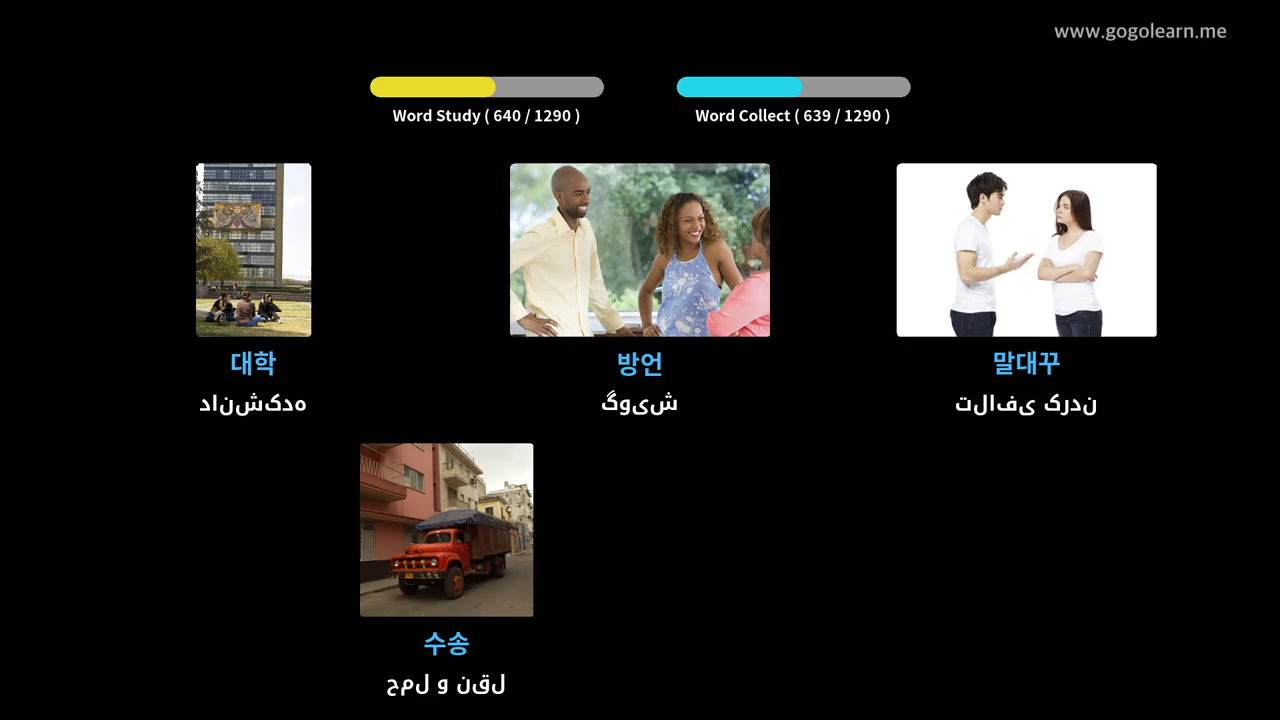 www.gogolearn.me
Word Study ( 640 / 1290 )
Word Collect ( 639 / 1290 )
대학
دانشکده
방언
گویش
말대꾸
تلافی کردن
수송
حمل و نقل